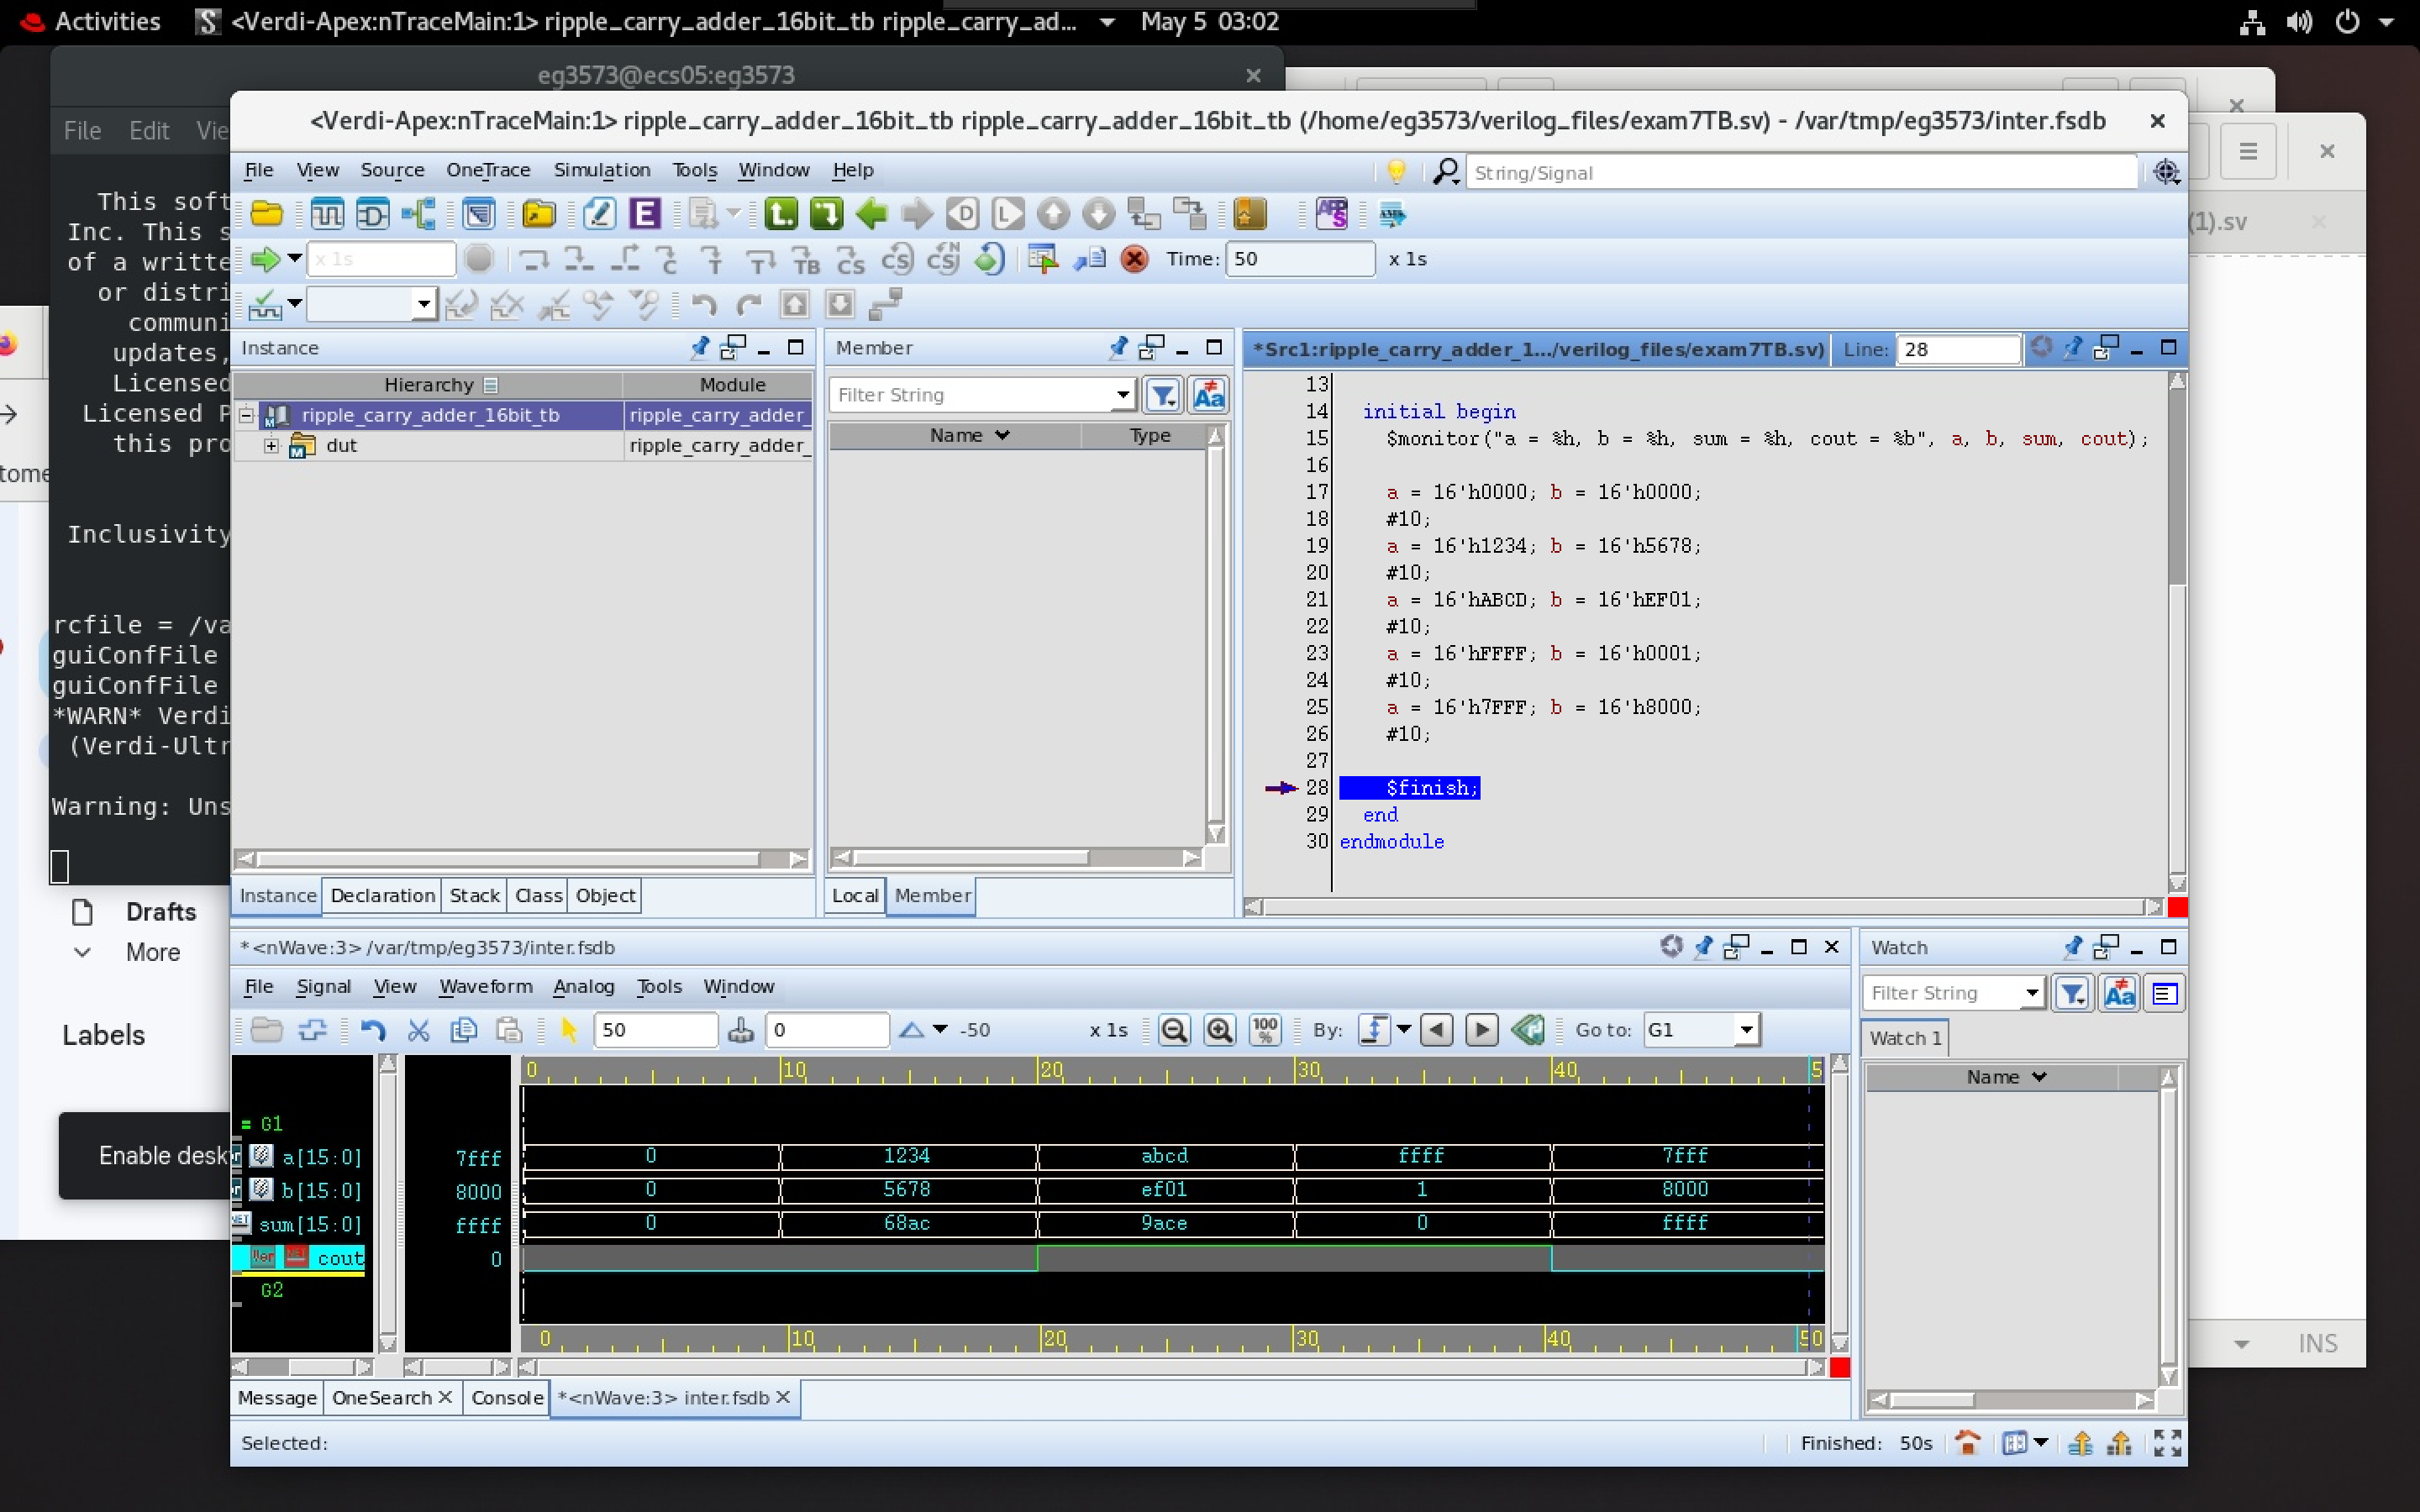 Activities
<Verdi-Apex:nTraceMain:1> ripple_carry_adder_16bit_tb ripple_carry_ad...
May 5 03:02
eg3573@ecs05:eg3573
File Edit Vie
This soft
Inc. This s
of a writte
or distri
communi
updates,
Licensed
Licensed P
this pro
Inclusivity
rcfile = /va
guiConfFile
guiConfFile
*WARN* Verdi
(Verdi-Ultr
Warning: Uns
tome
Drafts
More
Labels
Enable desk
(1).sv
INS
<Verdi-Apex:nTraceMain:1> ripple_carry_adder_16bit_tb ripple_carry_adder_16bit_tb (/home/eg3573/verilog_files/exam7TB.sv) - /var/tmp/eg3573/inter.fsdb
File View Source OneTrace Simulation Tools Window Help
String/Signal
x 1s
Time: 50 x 1s
Instance
Hierarchy Module
ripple_carry_adder_16bit_tb ripple_carry_adder_
dut ripple_carry_adder_
Instance Declaration Stack Class Object
Member
Filter String
Name Type
Local Member
*Src1:ripple_carry_adder_1.../verilog_files/exam7TB.sv) Line: 28
13
14 initial begin
15 $monitor("a = %h, b = %h, sum = %h, cout = %b", a, b, sum, cout);
16
17 a = 16'h0000; b = 16'h0000;
18 #10;
19 a = 16'h1234; b = 16'h5678;
20 #10;
21 a = 16'hABCD; b = 16'hEF01;
22 #10;
23 a = 16'hFFFF; b = 16'h0001;
24 #10;
25 a = 16'h7FFF; b = 16'h8000;
26 #10;
27
28 $finish;
29 end
30 endmodule
*<nWave:3> /var/tmp/eg3573/inter.fsdb
File Signal View Waveform Analog Tools Window
50 0 -50 x 1s 100 % By: Go to: G1
0 10 20 30 40 5
= G1
a[15:0] 7fff 0 1234 abcd ffff 7fff
b[15:0] 8000 0 5678 ef01 1 8000
sum[15:0] ffff 0 68ac 9ace 0 ffff
cout 0
G2
0 10 20 30 40 50
Message OneSearch Console *<nWave:3> inter.fsdb
Watch
Filter String
Watch 1
Name
Selected:
Finished: 50s